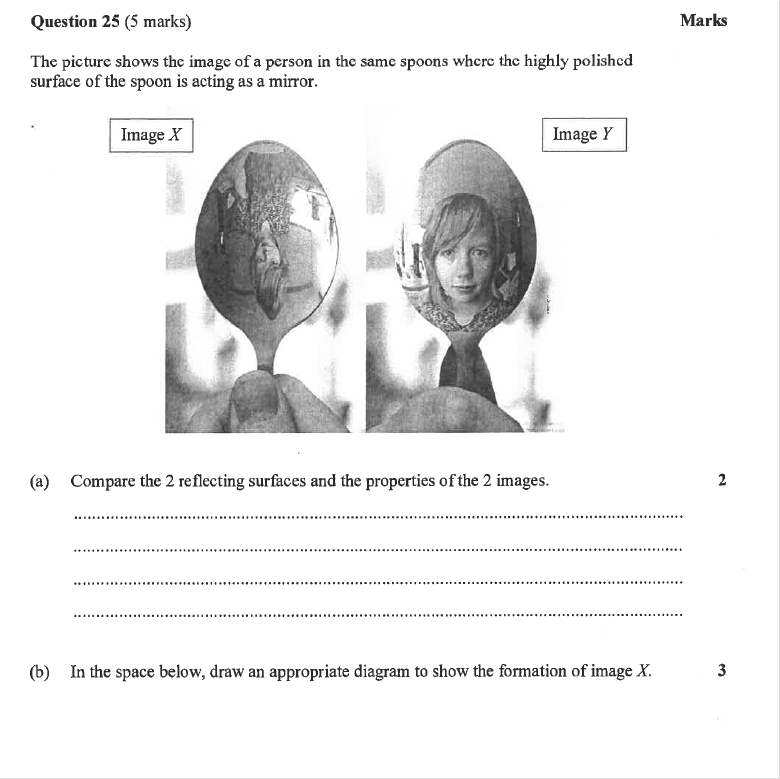 Question 25 (5 marks)
Marks
The picture shows the image of a person in the same spoons where the highly polished
surface of the spoon is acting as a mirror.
Image X
Image Y
(a) Compare the 2 reflecting surfaces and the properties of the 2 images.
2
(b) In the space below, draw an appropriate diagram to show the formation of image X.
3